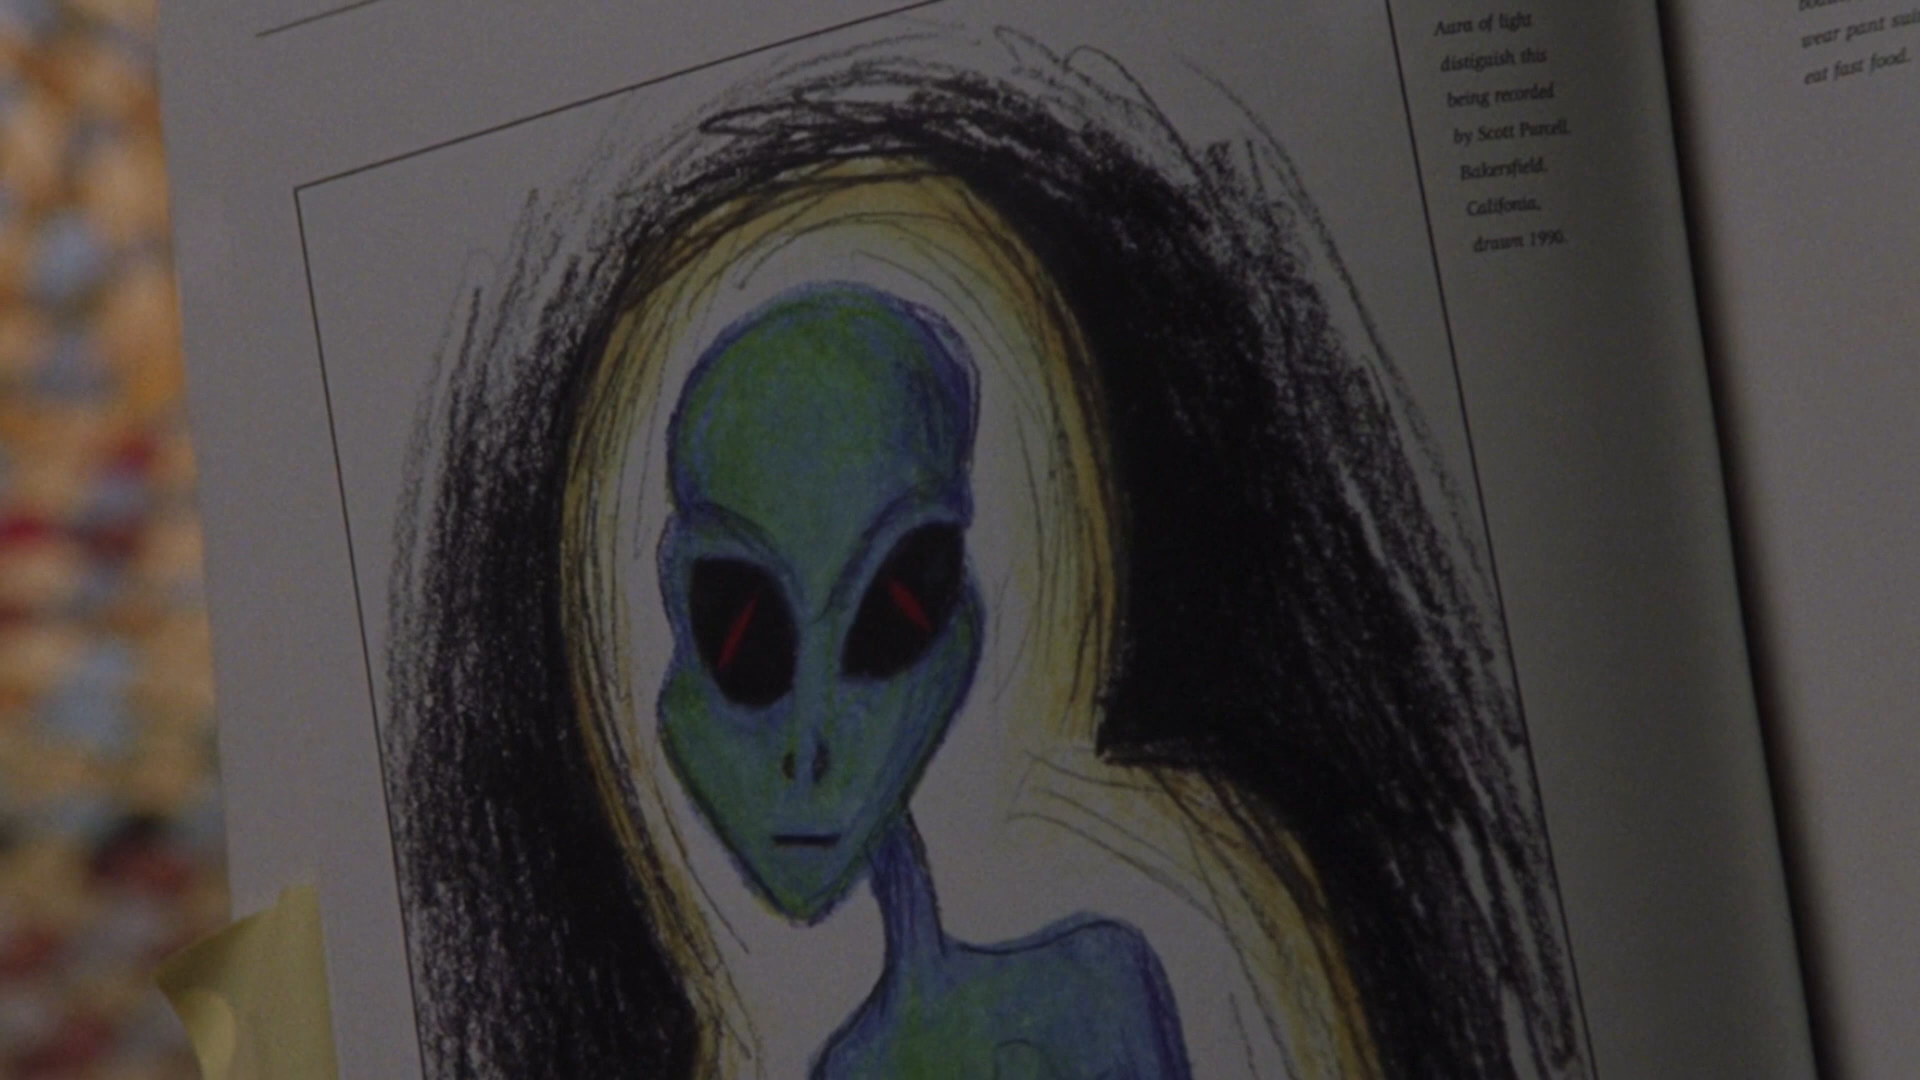 Aura of light
distiguish this
being recorded
by Scott Purcell,
Bakersfield,
Califonia,
drawn 1990.
wear pant suits
eat fast food.